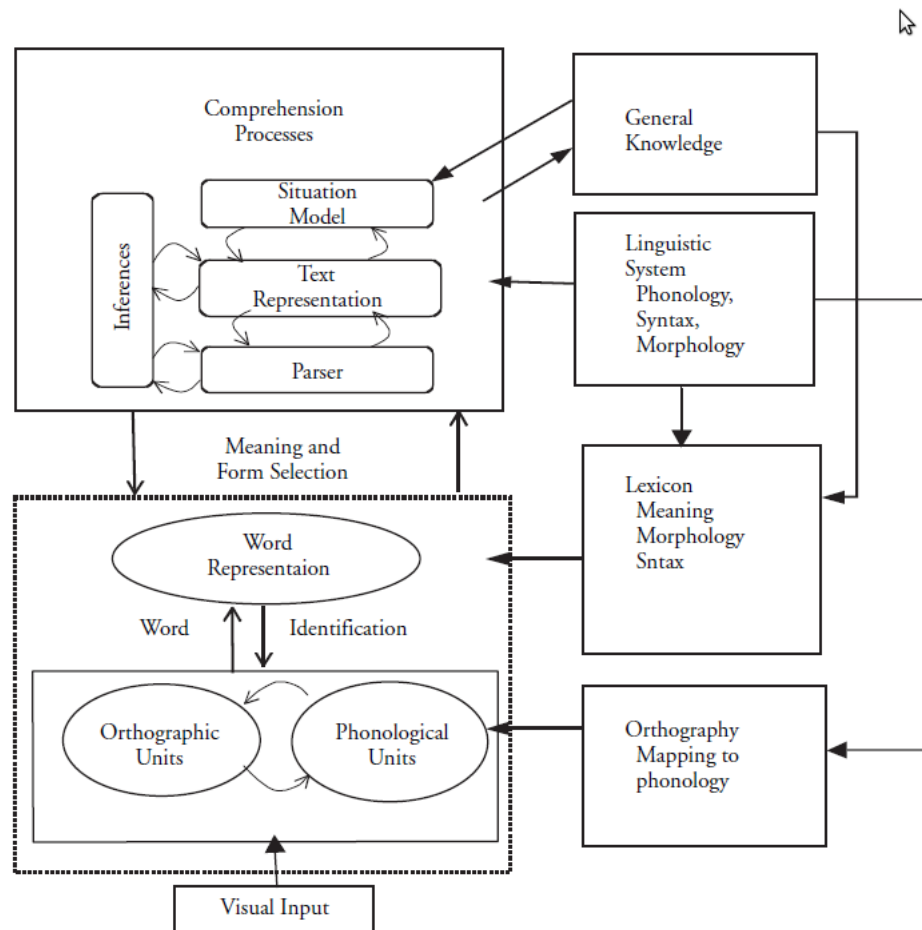 Comprehension
Processes
General
Knowledge
Situation
Model
Inferences
Text
Representation
Parser
Linguistic
System
Phonology,
Syntax,
Morphology
Meaning and
Form Selection
Lexicon
Meaning
Morphology
Sntax
Word
Representaion
Word
Identification
Orthographic
Units
Phonological
Units
Orthography
Mapping to
phonology
Visual Input